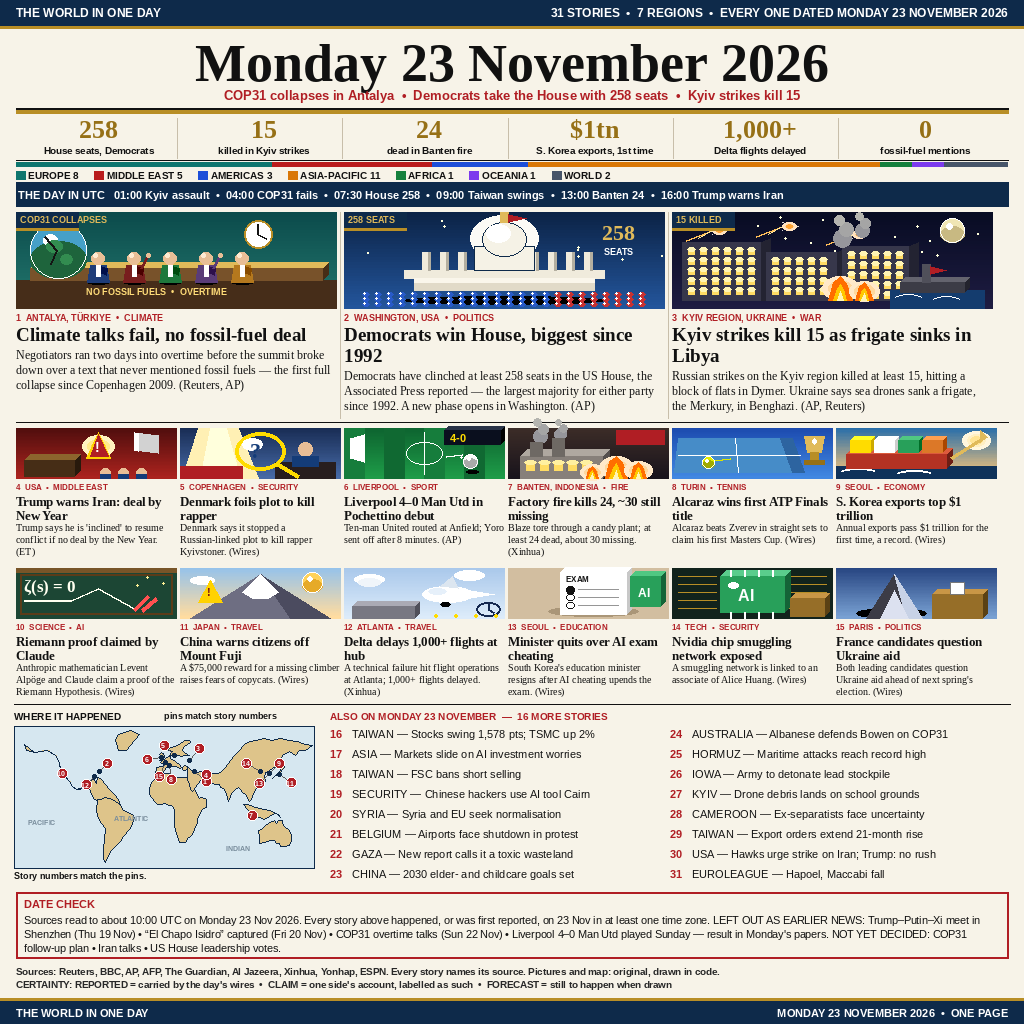 THE WORLD IN ONE DAY
31 STORIES • 7 REGIONS • EVERY ONE DATED MONDAY 23 NOVEMBER 2026
Monday 23 November 2026
COP31 collapses in Antalya • Democrats take the House with 258 seats • Kyiv strikes kill 15
258
House seats, Democrats
15
killed in Kyiv strikes
24
dead in Banten fire
$1tn
S. Korea exports, 1st time
1,000+
Delta flights delayed
0
fossil-fuel mentions
EUROPE 8 MIDDLE EAST 5 AMERICAS 3 ASIA-PACIFIC 11 AFRICA 1 OCEANIA 1 WORLD 2
THE DAY IN UTC 01:00 Kyiv assault • 04:00 COP31 fails • 07:30 House 258 • 09:00 Taiwan swings • 13:00 Banten 24 • 16:00 Trump warns Iran
COP31 COLLAPSES
NO FOSSIL FUELS • OVERTIME
1 ANTALYA, TÜRKIYE • CLIMATE
Climate talks fail, no fossil-fuel deal
Negotiators ran two days into overtime before the summit broke
down over a text that never mentioned fossil fuels — the first full
collapse since Copenhagen 2009. (Reuters, AP)
258 SEATS
258
SEATS
2 WASHINGTON, USA • POLITICS
Democrats win House, biggest since
1992
Democrats have clinched at least 258 seats in the US House, the
Associated Press reported — the largest majority for either party
since 1992. A new phase opens in Washington. (AP)
15 KILLED
3 KYIV REGION, UKRAINE • WAR
Kyiv strikes kill 15 as frigate sinks in
Libya
Russian strikes on the Kyiv region killed at least 15, hitting a
block of flats in Dymer. Ukraine says sea drones sank a frigate,
the Merkury, in Benghazi. (AP, Reuters)
!
4 USA • MIDDLE EAST
Trump warns Iran: deal by
New Year
Trump says he is 'inclined' to resume
conflict if no deal by the New Year.
(ET)
5 COPENHAGEN • SECURITY
Denmark foils plot to kill
rapper
Denmark says it stopped a
Russian-linked plot to kill rapper
Kyivstoner. (Wires)
4-0
6 LIVERPOOL • SPORT
Liverpool 4–0 Man Utd in
Pochettino debut
Ten-man United routed at Anfield; Yoro
sent off after 8 minutes. (AP)
7 BANTEN, INDONESIA • FIRE
Factory fire kills 24, ~30 still
missing
Blaze tore through a candy plant; at
least 24 dead, about 30 missing.
(Xinhua)
8 TURIN • TENNIS
Alcaraz wins first ATP Finals
title
Alcaraz beats Zverev in straight sets to
claim his first Masters Cup. (Wires)
9 SEOUL • ECONOMY
S. Korea exports top $1
trillion
Annual exports pass $1 trillion for the
first time, a record. (Wires)
ζ(s) = 0
10 SCIENCE • AI
Riemann proof claimed by
Claude
Anthropic mathematician Levent
Alpöge and Claude claim a proof of the
Riemann Hypothesis. (Wires)
!
11 JAPAN • TRAVEL
China warns citizens off
Mount Fuji
A $75,000 reward for a missing climber
raises fears of copycats. (Wires)
12 ATLANTA • TRAVEL
Delta delays 1,000+ flights at
hub
A technical failure hit flight operations
at Atlanta; 1,000+ flights delayed.
(Xinhua)
EXAM
AI
13 SEOUL • EDUCATION
Minister quits over AI exam
cheating
South Korea's education minister
resigns after AI cheating upends the
exam. (Wires)
AI
14 TECH • SECURITY
Nvidia chip smuggling
network exposed
A smuggling network is linked to an
associate of Alice Huang. (Wires)
15 PARIS • POLITICS
France candidates question
Ukraine aid
Both leading candidates question
Ukraine aid ahead of next spring's
election. (Wires)
WHERE IT HAPPENED pins match story numbers
PACIFIC
ATLANTIC
INDIAN
Story numbers match the pins.
ALSO ON MONDAY 23 NOVEMBER — 16 MORE STORIES
16 TAIWAN — Stocks swing 1,578 pts; TSMC up 2%
17 ASIA — Markets slide on AI investment worries
18 TAIWAN — FSC bans short selling
19 SECURITY — Chinese hackers use AI tool Cairn
20 SYRIA — Syria and EU seek normalisation
21 BELGIUM — Airports face shutdown in protest
22 GAZA — New report calls it a toxic wasteland
23 CHINA — 2030 elder- and childcare goals set
24 AUSTRALIA — Albanese defends Bowen on COP31
25 HORMUZ — Maritime attacks reach record high
26 IOWA — Army to detonate lead stockpile
27 KYIV — Drone debris lands on school grounds
28 CAMEROON — Ex-separatists face uncertainty
29 TAIWAN — Export orders extend 21-month rise
30 USA — Hawks urge strike on Iran; Trump: no rush
31 EUROLEAGUE — Hapoel, Maccabi fall
DATE CHECK
Sources read to about 10:00 UTC on Monday 23 Nov 2026. Every story above happened, or was first reported, on 23 Nov in at least one time zone. LEFT OUT AS EARLIER NEWS: Trump–Putin–Xi meet in
Shenzhen (Thu 19 Nov) • “El Chapo Isidro” captured (Fri 20 Nov) • COP31 overtime talks (Sun 22 Nov) • Liverpool 4–0 Man Utd played Sunday — result in Monday's papers. NOT YET DECIDED: COP31
follow-up plan • Iran talks • US House leadership votes.
Sources: Reuters, BBC, AP, AFP, The Guardian, Al Jazeera, Xinhua, Yonhap, ESPN. Every story names its source. Pictures and map: original, drawn in code.
CERTAINTY: REPORTED = carried by the day's wires • CLAIM = one side's account, labelled as such • FORECAST = still to happen when drawn
THE WORLD IN ONE DAY
MONDAY 23 NOVEMBER 2026 • ONE PAGE